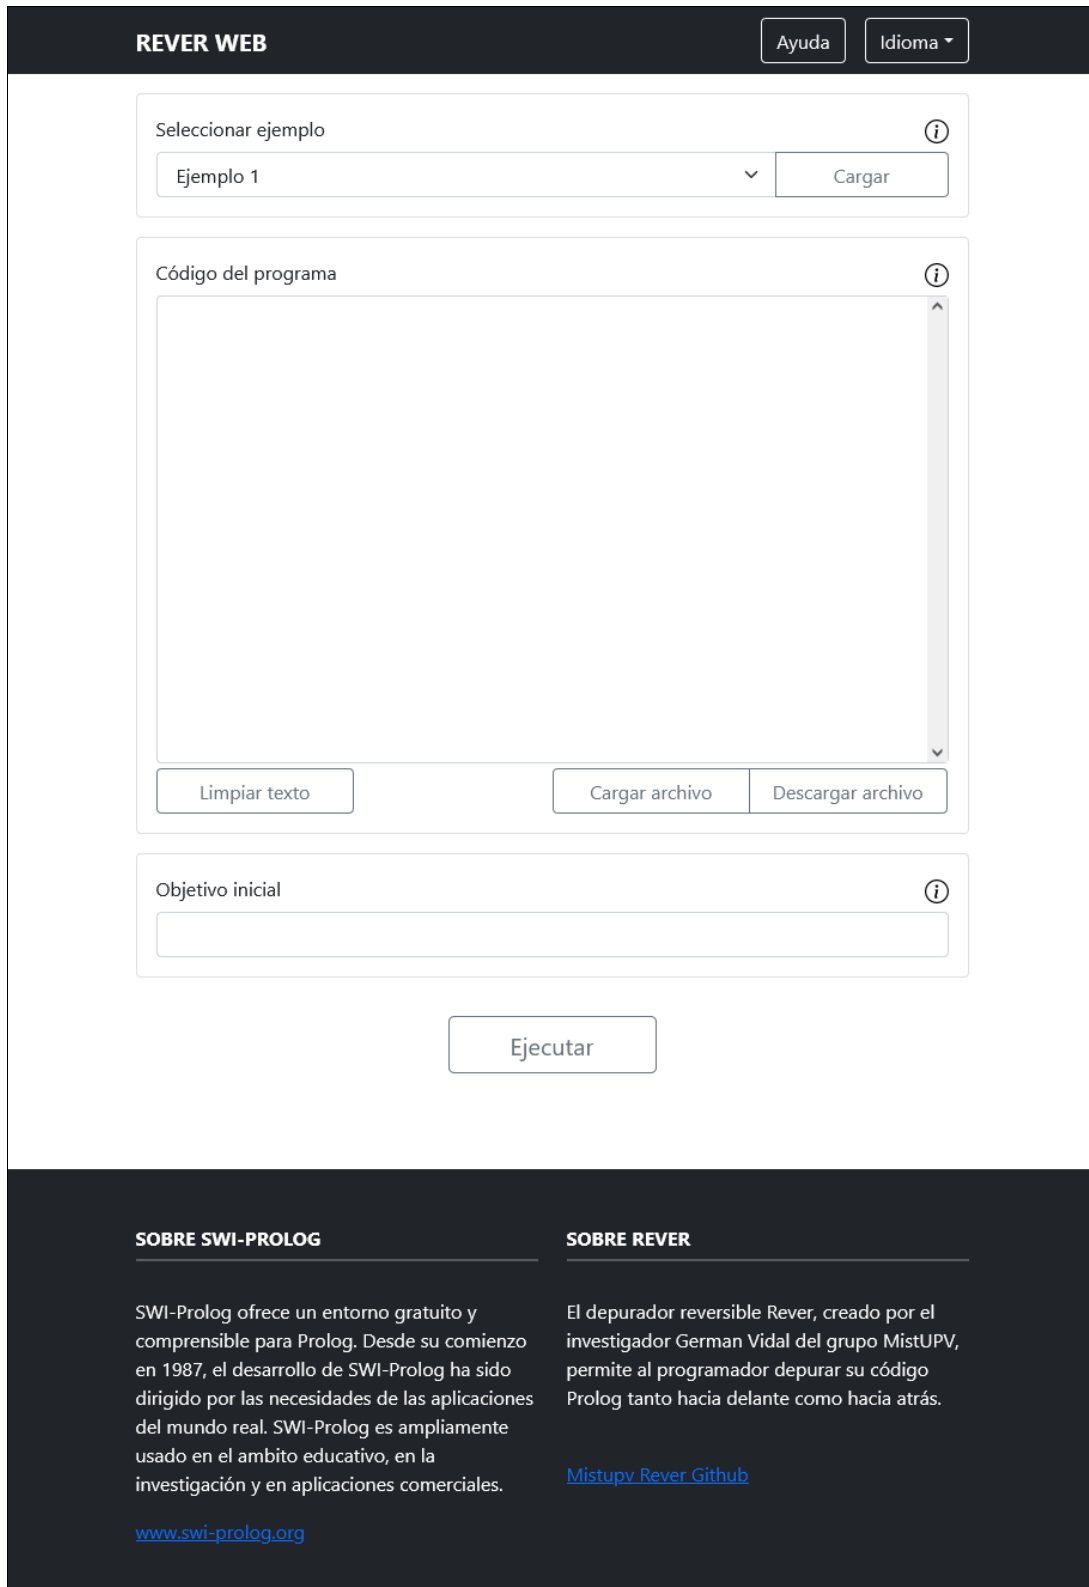 REVER WEB
Ayuda
Idioma
Seleccionar ejemplo
Ejemplo 1
Cargar
Código del programa
Limpiar texto
Cargar archivo
Descargar archivo
Objetivo inicial
Ejecutar
SOBRE SWI-PROLOG
SWI-Prolog ofrece un entorno gratuito y
comprensible para Prolog. Desde su comienzo
en 1987, el desarrollo de SWI-Prolog ha sido
dirigido por las necesidades de las aplicaciones
del mundo real. SWI-Prolog es ampliamente
usado en el ambito educativo, en la
investigación y en aplicaciones comerciales.
www.swi-prolog.org
SOBRE REVER
El depurador reversible Rever, creado por el
investigador German Vidal del grupo MistUPV,
permite al programador depurar su código
Prolog tanto hacia delante como hacia atrás.
Mistupv Rever Github